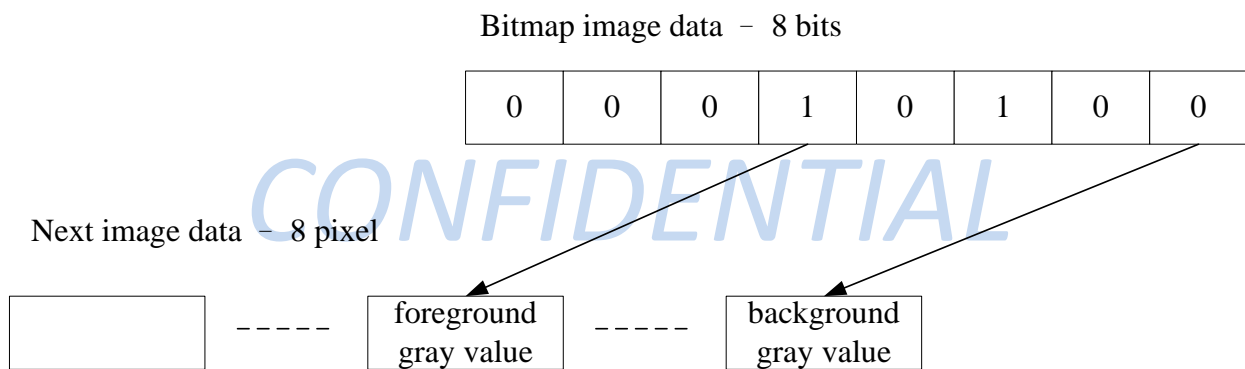 Bitmap image data - 8 bits
0 0 0 1 0 1 0 0
CONFIDENTIAL
Next image data - 8 pixel
foreground
gray value
background
gray value